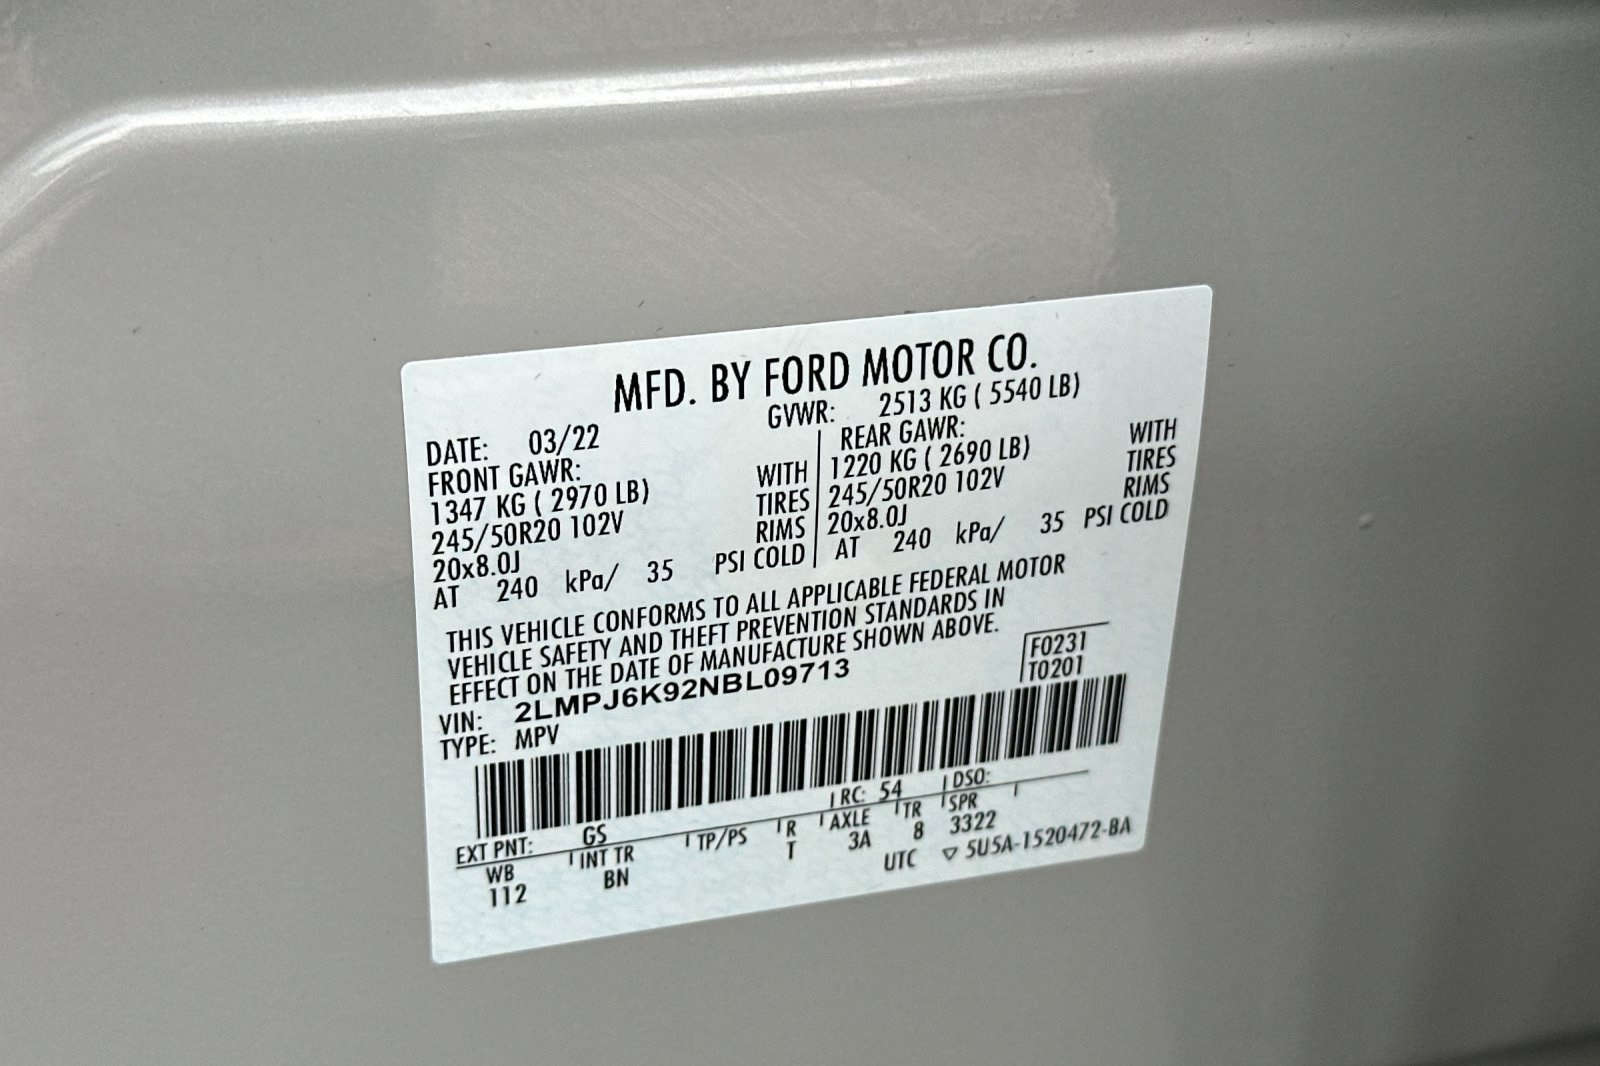 MFD. BY FORD MOTOR CO.
DATE: 03/22 GVWR: 2513 KG ( 5540 LB)
FRONT GAWR: REAR GAWR:
1347 KG ( 2970 LB) WITH 1220 KG ( 2690 LB) WITH
245/50R20 102V TIRES 245/50R20 102V TIRES
20x8.0J RIMS 20x8.0J RIMS
AT 240 kPa/ 35 PSI COLD AT 240 kPa/ 35 PSI COLD
THIS VEHICLE CONFORMS TO ALL APPLICABLE FEDERAL MOTOR
VEHICLE SAFETY AND THEFT PREVENTION STANDARDS IN
EFFECT ON THE DATE OF MANUFACTURE SHOWN ABOVE.
VIN: 2LMPJ6K92NBL09713 F0231
TYPE: MPV T0201
EXT PNT: GS RC: 54 DSO:
WB INT TR TP/PS R AXLE TR SPR
112 BN T 3A 8 3322
UTC ▽ 5U5A-1520472-BA